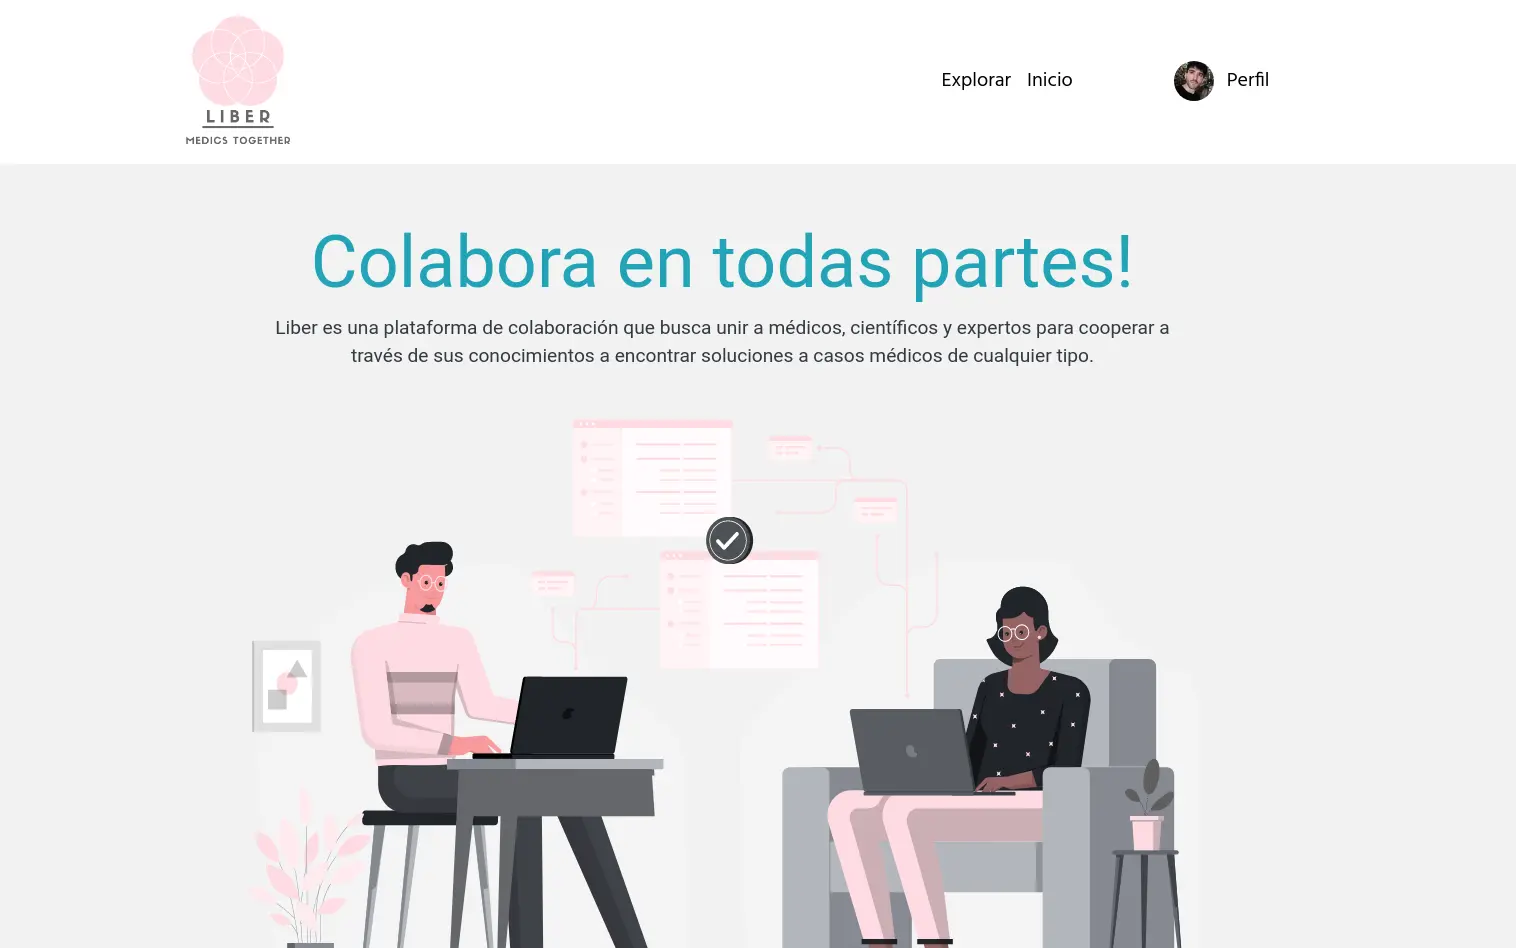 LIBER
MEDICS TOGETHER
Explorar Inicio Perfil
Colabora en todas partes!
Liber es una plataforma de colaboración que busca unir a médicos, científicos y expertos para cooperar a
través de sus conocimientos a encontrar soluciones a casos médicos de cualquier tipo.